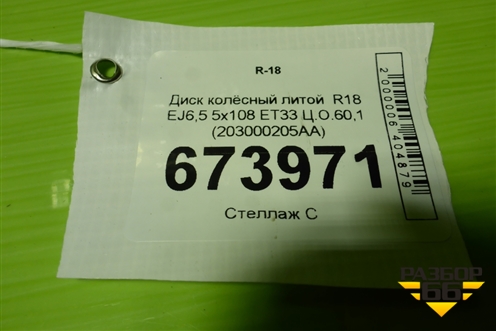 R-18
Диск колёсный литой R18
EJ6,5 5x108 ET33 Ц.О.60,1
(203000205AA)
673971
Стеллаж С
2000006404879
РАЗБОР
66